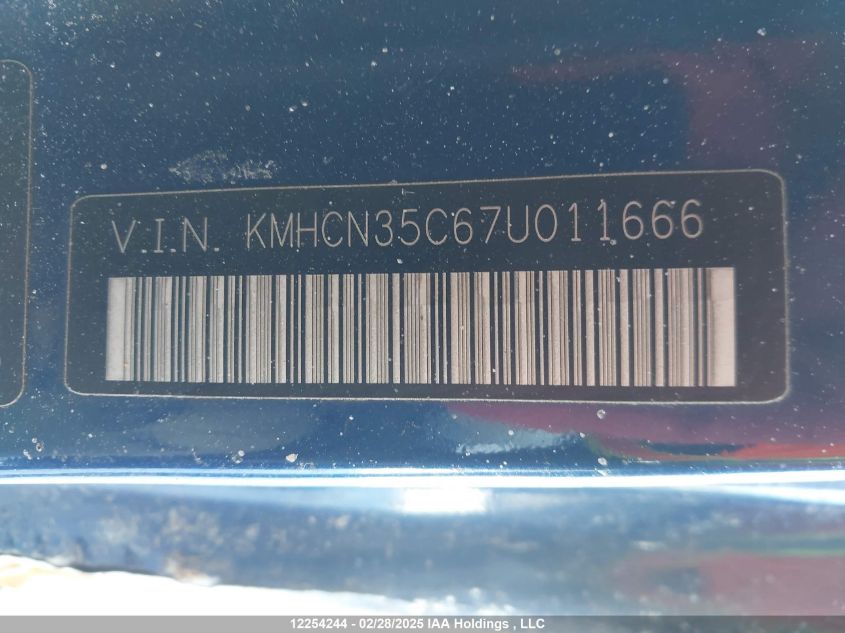 V.I.N. KMHCN35C67U011666
12254244 - 02/28/2025 IAA Holdings , LLC